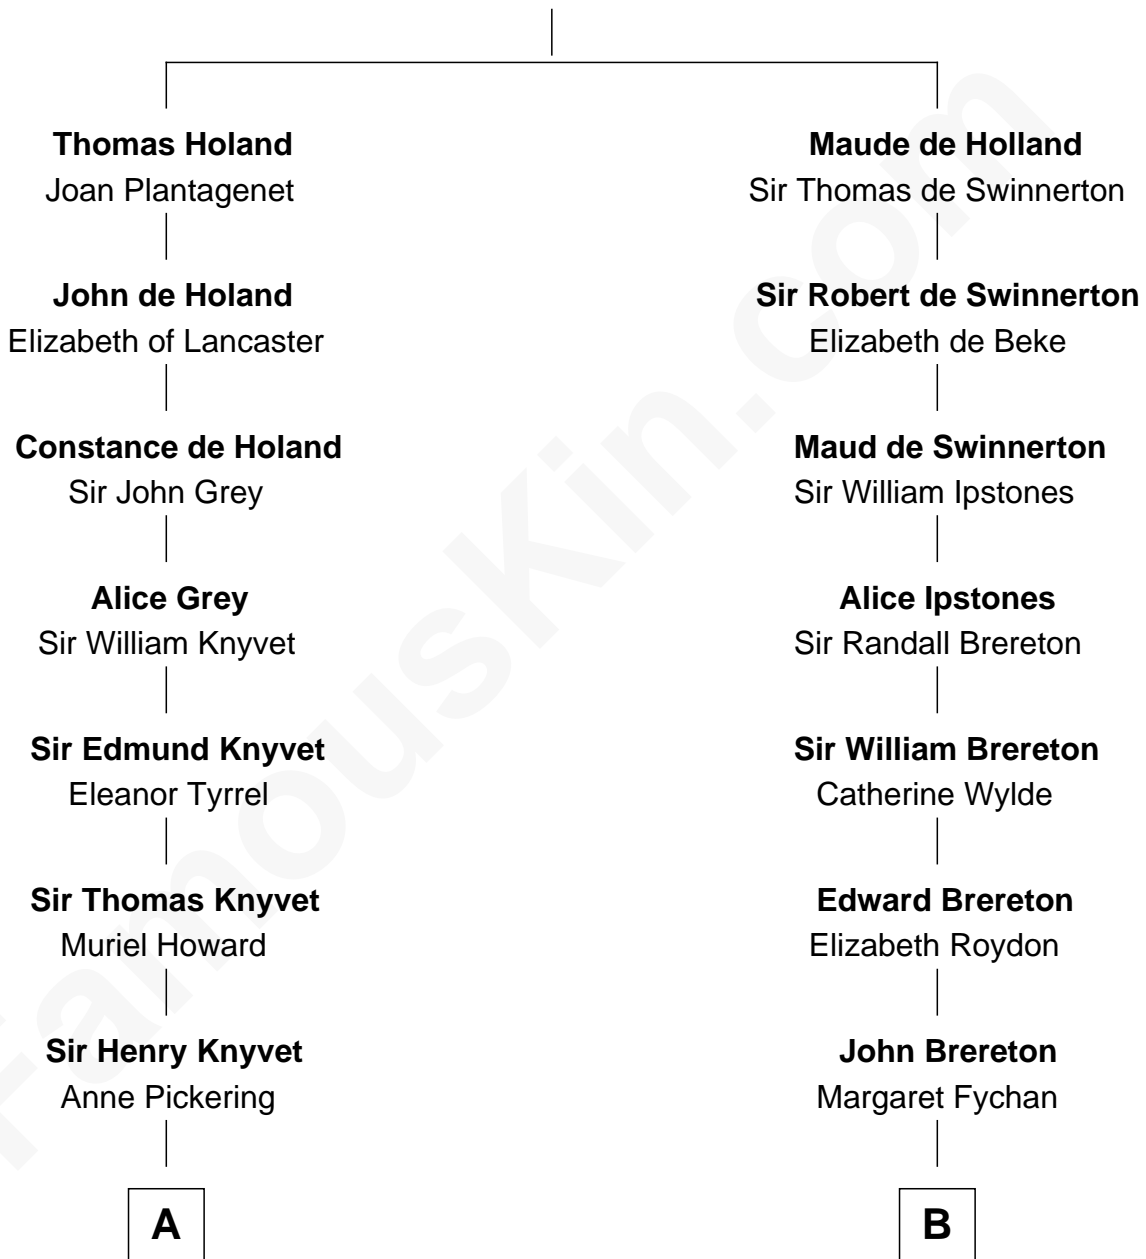 Thomas Holand
Joan Plantagenet
John de Holand
Elizabeth of Lancaster
Constance de Holand
Sir John Grey
Alice Grey
Sir William Knyvet
Sir Edmund Knyvet
Eleanor Tyrrel
Sir Thomas Knyvet
Muriel Howard
Sir Henry Knyvet
Anne Pickering
A
Maude de Holland
Sir Thomas de Swinnerton
Sir Robert de Swinnerton
Elizabeth de Beke
Maud de Swinnerton
Sir William Ipstones
Alice Ipstones
Sir Randall Brereton
Sir William Brereton
Catherine Wylde
Edward Brereton
Elizabeth Roydon
John Brereton
Margaret Fychan
B
FamousKin.com